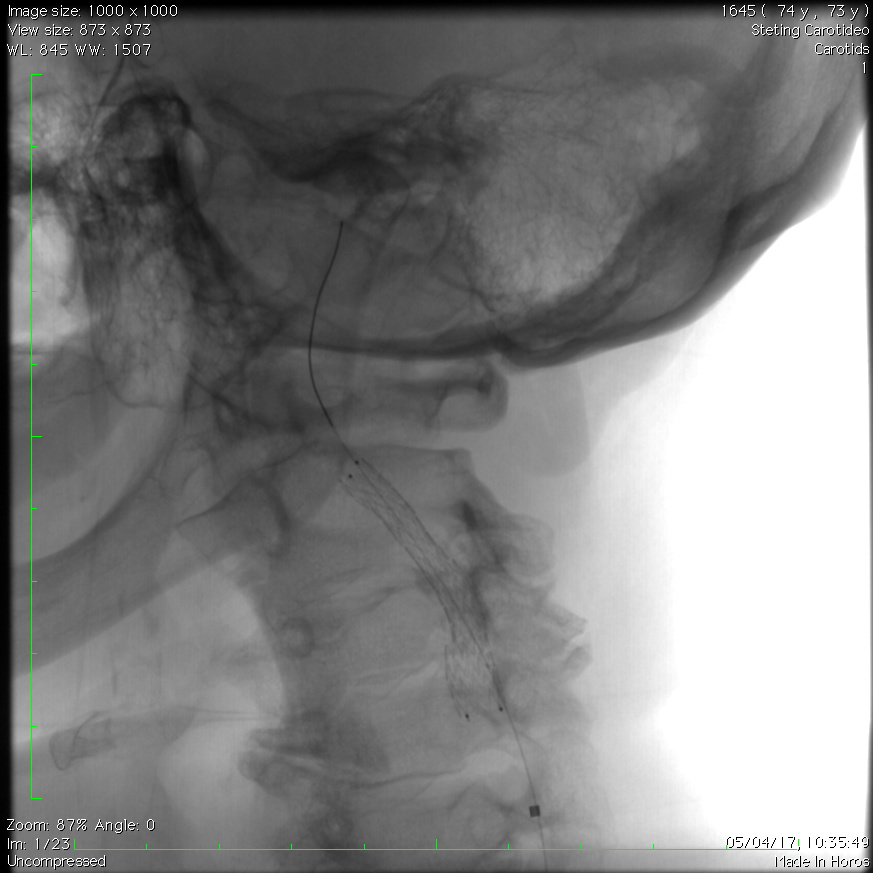 Image size: 1000 x 1000
View size: 873 x 873
WL: 845 WW: 1507
1645 ( 74 y , 73 y )
Steting Carotideo
Carotids
1
Zoom: 87% Angle: 0
Im: 1/23
Uncompressed
05/04/17, 10:35:49
Made In Horos